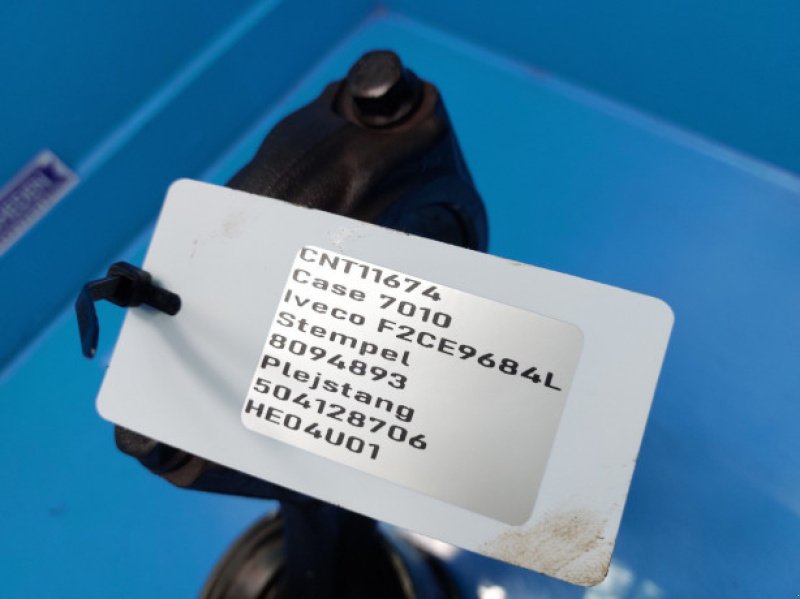 CNT11674
Case 7010
Iveco F2CE9684L
Stempel
8094893
Plejstang
504128706
HE04U01